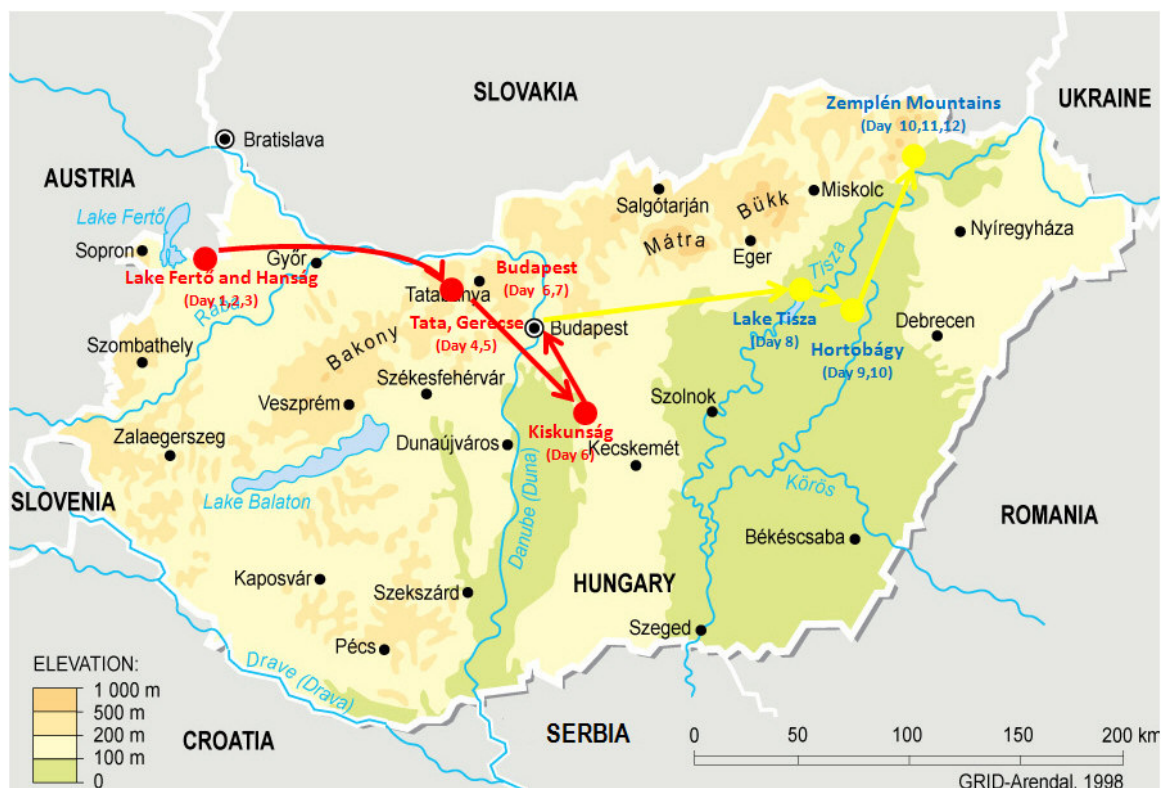 SLOVAKIA
UKRAINE
Zemplén Mountains
(Day 10,11,12)
Bratislava
AUSTRIA
Lake Fertő
Sopron
Győr
Lake Fertő and Hanság
(Day 1,2,3)
Rába
Salgótarján
Bükk
Miskolc
Mátra
Eger
Tisza
Nyíregyháza
Budapest
(Day 6,7)
Tatabánya
Tata, Gerecse
(Day 4,5)
Budapest
Lake Tisza
(Day 8)
Debrecen
Hortobágy
(Day 9,10)
Szombathely
Bakony
Székesfehérvár
Veszprém
Szolnok
Kiskunság
(Day 6)
Zalaegerszeg
Dunaújváros
Kecskemét
Lake Balaton
Danube (Duna)
Körös
SLOVENIA
ROMANIA
Békéscsaba
Kaposvár
Szekszárd
HUNGARY
Szeged
Pécs
ELEVATION:
1 000 m
500 m
200 m
100 m
0
Drave (Drava)
CROATIA
SERBIA
0 50 100 150 200 km
GRID-Arendal, 1998